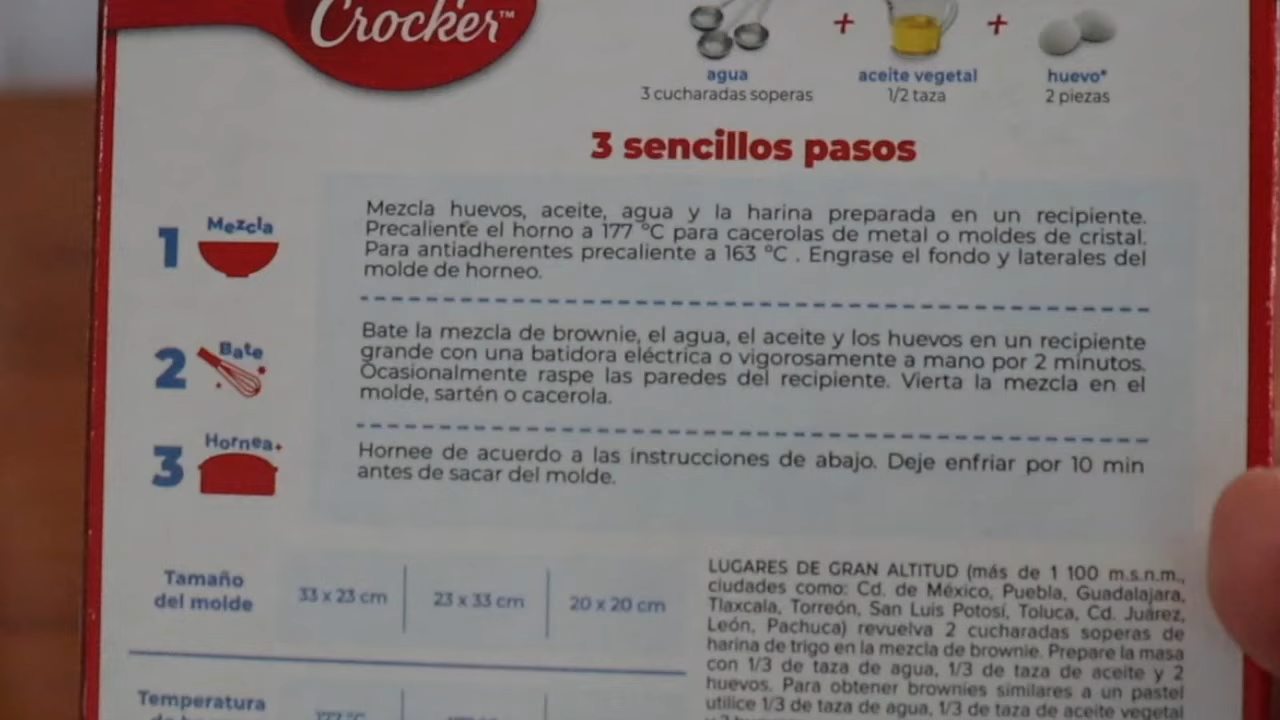 Crocker™
+ +
agua aceite vegetal huevo*
3 cucharadas soperas 1/2 taza 2 piezas
3 sencillos pasos
1 Mezcla
Mezcla huevos, aceite, agua y la harina preparada en un recipiente.
Precaliente el horno a 177 °C para cacerolas de metal o moldes de cristal.
Para antiadherentes precaliente a 163 °C . Engrase el fondo y laterales del
molde de horneo.
2 Bate
Bate la mezcla de brownie, el agua, el aceite y los huevos en un recipiente
grande con una batidora eléctrica o vigorosamente a mano por 2 minutos.
Ocasionalmente raspe las paredes del recipiente. Vierta la mezcla en el
molde, sartén o cacerola.
3 Hornea
Hornee de acuerdo a las instrucciones de abajo. Deje enfriar por 10 min
antes de sacar del molde.
Tamaño
del molde
33 x 23 cm 23 x 33 cm 20 x 20 cm
Temperatura
LUGARES DE GRAN ALTITUD (más de 1 100 m.s.n.m.,
ciudades como: Cd. de México, Puebla, Guadalajara,
Tlaxcala, Torreón, San Luis Potosí, Toluca, Cd. Juárez,
León, Pachuca) revuelva 2 cucharadas soperas de
harina de trigo en la mezcla de brownie. Prepare la masa
con 1/3 de taza de agua, 1/3 de taza de aceite y 2
huevos. Para obtener brownies similares a un pastel
utilice 1/3 de taza de agua, 1/3 de taza de aceite vegetal